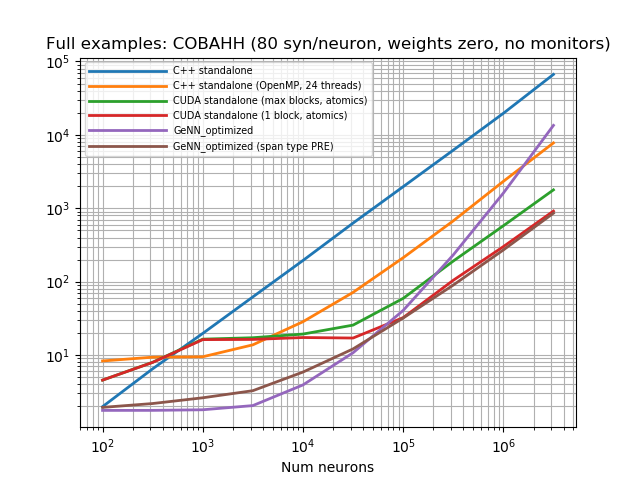 Full examples: COBAHH (80 syn/neuron, weights zero, no monitors)
10^5
10^4
10^3
10^2
10^1
C++ standalone
C++ standalone (OpenMP, 24 threads)
CUDA standalone (max blocks, atomics)
CUDA standalone (1 block, atomics)
GeNN_optimized
GeNN_optimized (span type PRE)
10^2 10^3 10^4 10^5 10^6
Num neurons